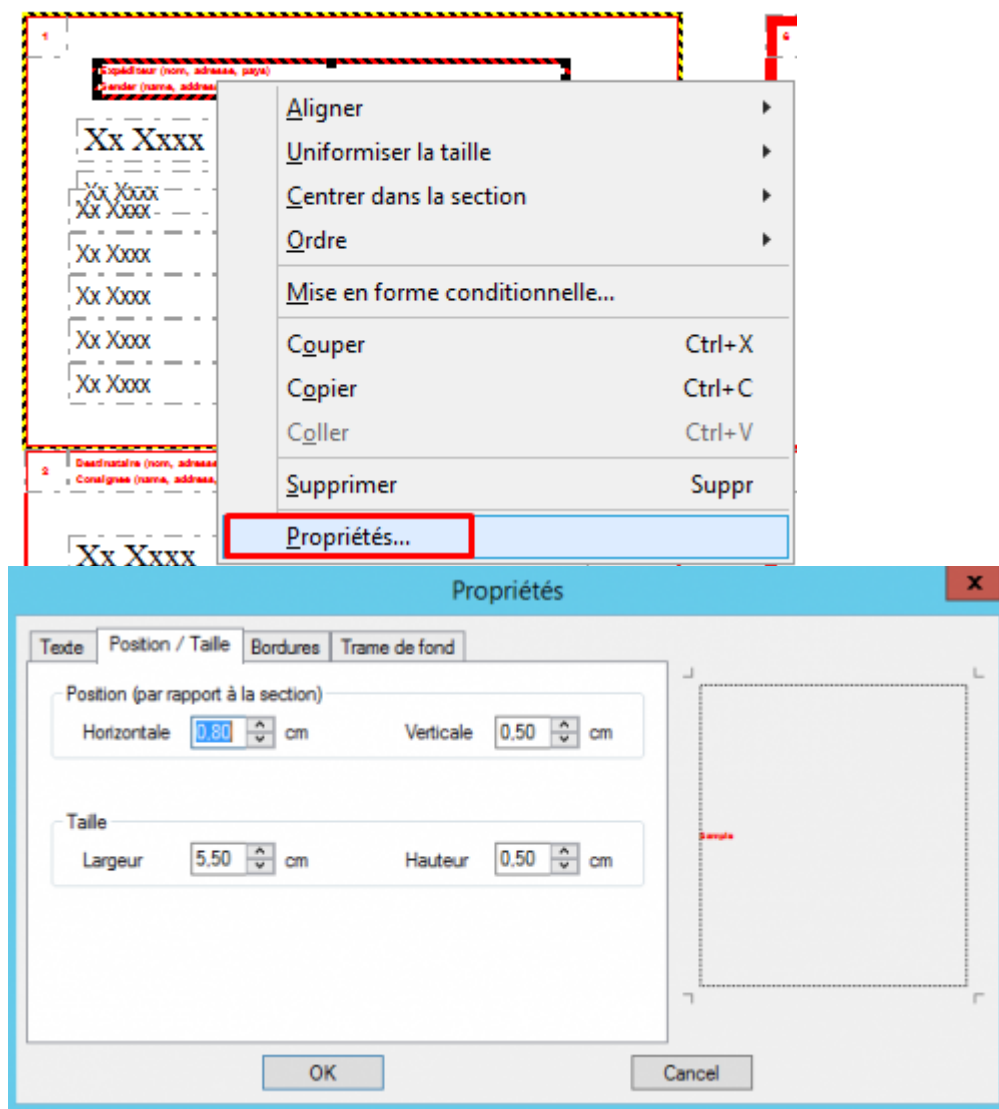 1
6
Expéditeur (nom, adresse, pays)
Sender (name, address
Xx Xxxx
Xx Xxxx
Xx Xxxx
Xx Xxxx
Xx Xxxx
Xx Xxxx
Xx Xxxx
2
Destinataire (nom, adresse
Consignee (name, address,
Xx Xxxx
Aligner
Uniformiser la taille
Centrer dans la section
Ordre
Mise en forme conditionnelle...
Couper Ctrl+X
Copier Ctrl+C
Coller Ctrl+V
Supprimer Suppr
Propriétés...
Propriétés
x
Texte Position / Taille Bordures Trame de fond
Position (par rapport à la section)
Horizontale 0,80 cm Verticale 0,50 cm
Taille
Largeur 5,50 cm Hauteur 0,50 cm
Sample
OK Cancel